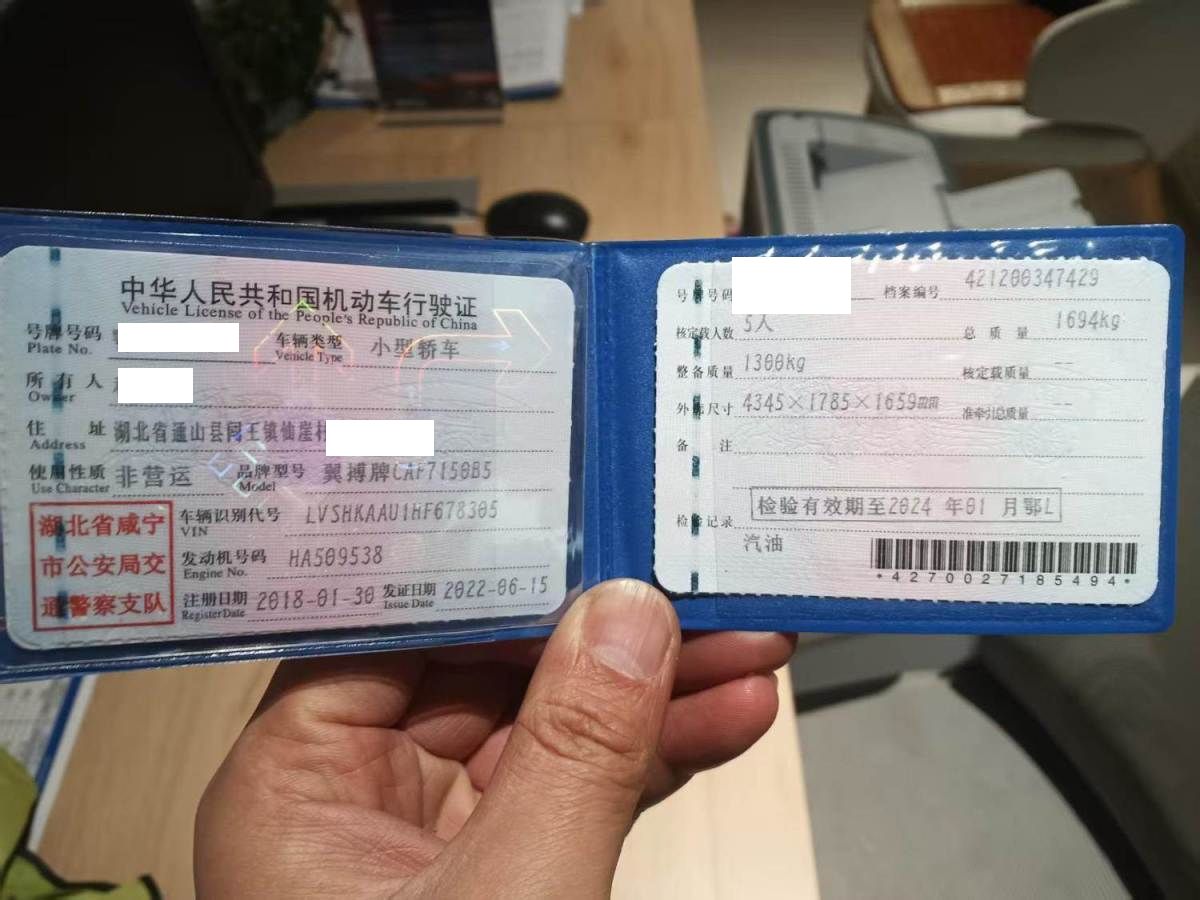 中华人民共和国机动车行驶证
Vehicle License of the People's Republic of China
号牌号码
Plate No.
车辆类型 小型轿车
Vehicle Type
所有人
Owner
住址 湖北省通山县闯王镇仙崖村
Address
使用性质 非营运 品牌型号 翼搏牌CAF7150B5
Use Character Model
湖北省咸宁
市公安局交
通警察支队
车辆识别代号 LVSHKAAU1HF678305
VIN
发动机号码 HA509538
Engine No.
注册日期 2018-01-30 发证日期 2022-06-15
Register Date Issue Date
号牌号码 档案编号 421200347429
核定载人数 5人 总质量 1694kg
整备质量 1300kg 核定载质量 --
外廓尺寸 4345×1785×1659mm 准牵引总质量 --
备注
检验有效期至2024年01月鄂L
检验记录
汽油
*4270027185494*